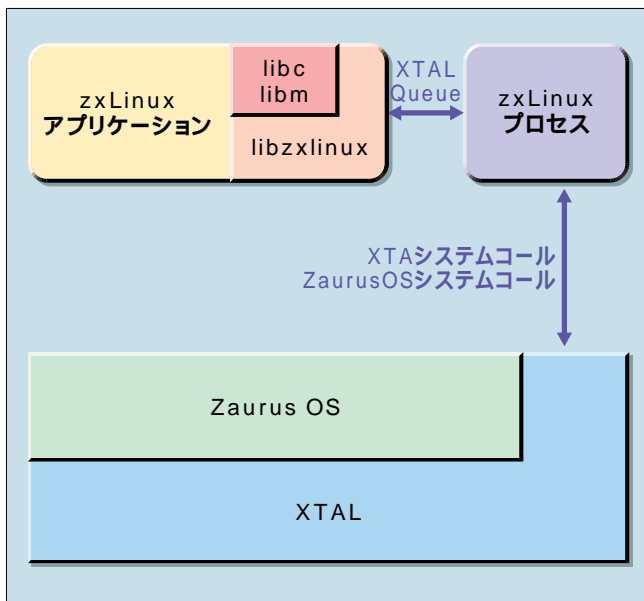 zxLinux
アプリケーション
libc
libm
libzxlinux
XTAL
Queue
zxLinux
プロセス
XTAシステムコール
ZaurusOSシステムコール
Zaurus OS
XTAL